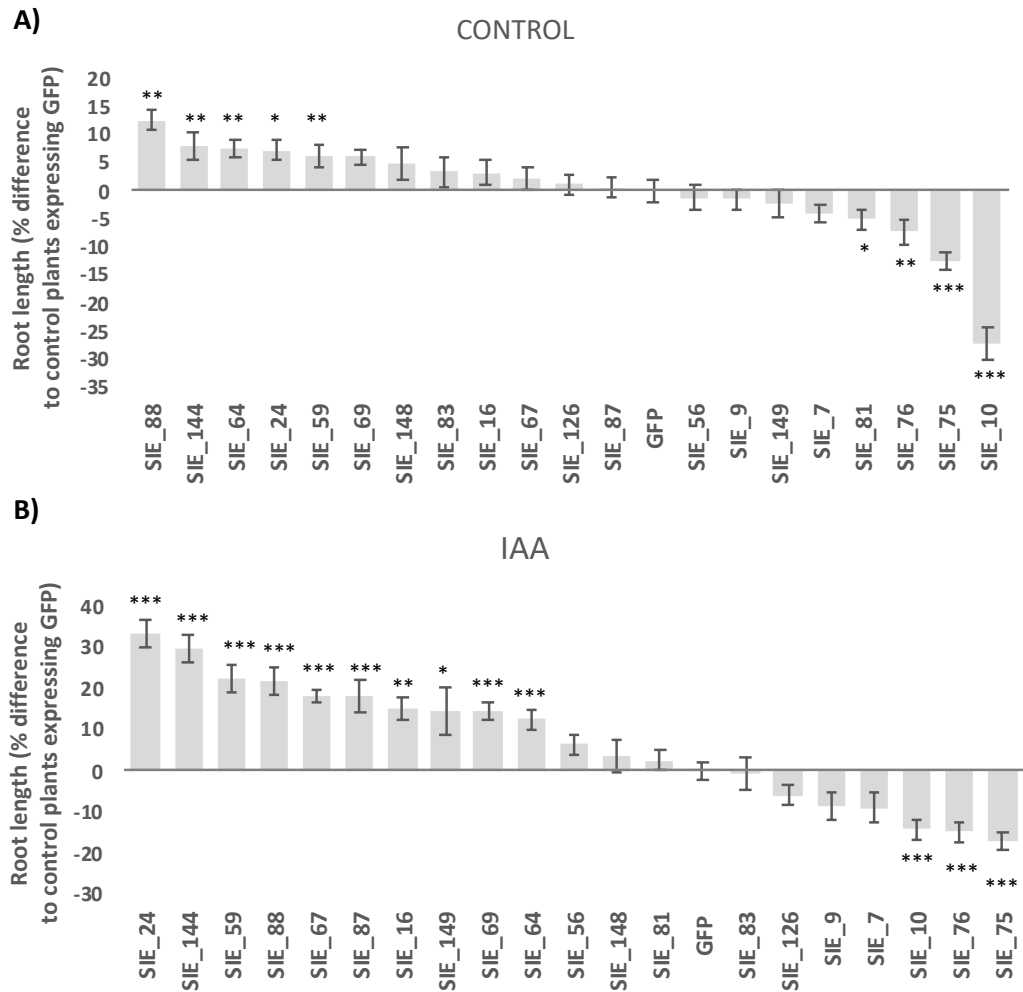 A)
CONTROL
Root length (% difference
to control plants expressing GFP)
20
15
10
5
0
-5
-10
-15
-20
-25
-30
-35
** ** ** * **
* ** *** ***
SIE_88 SIE_144 SIE_64 SIE_24 SIE_59 SIE_69 SIE_148 SIE_83 SIE_16 SIE_67 SIE_126 SIE_87 GFP SIE_56 SIE_9 SIE_149 SIE_7 SIE_81 SIE_76 SIE_75 SIE_10
B)
IAA
Root length (% difference
to control plants expressing GFP)
40
30
20
10
0
-10
-20
-30
*** *** *** *** *** *** ** * *** ***
*** *** ***
SIE_24 SIE_144 SIE_59 SIE_88 SIE_67 SIE_87 SIE_16 SIE_149 SIE_69 SIE_64 SIE_56 SIE_148 SIE_81 GFP SIE_83 SIE_126 SIE_9 SIE_7 SIE_10 SIE_76 SIE_75